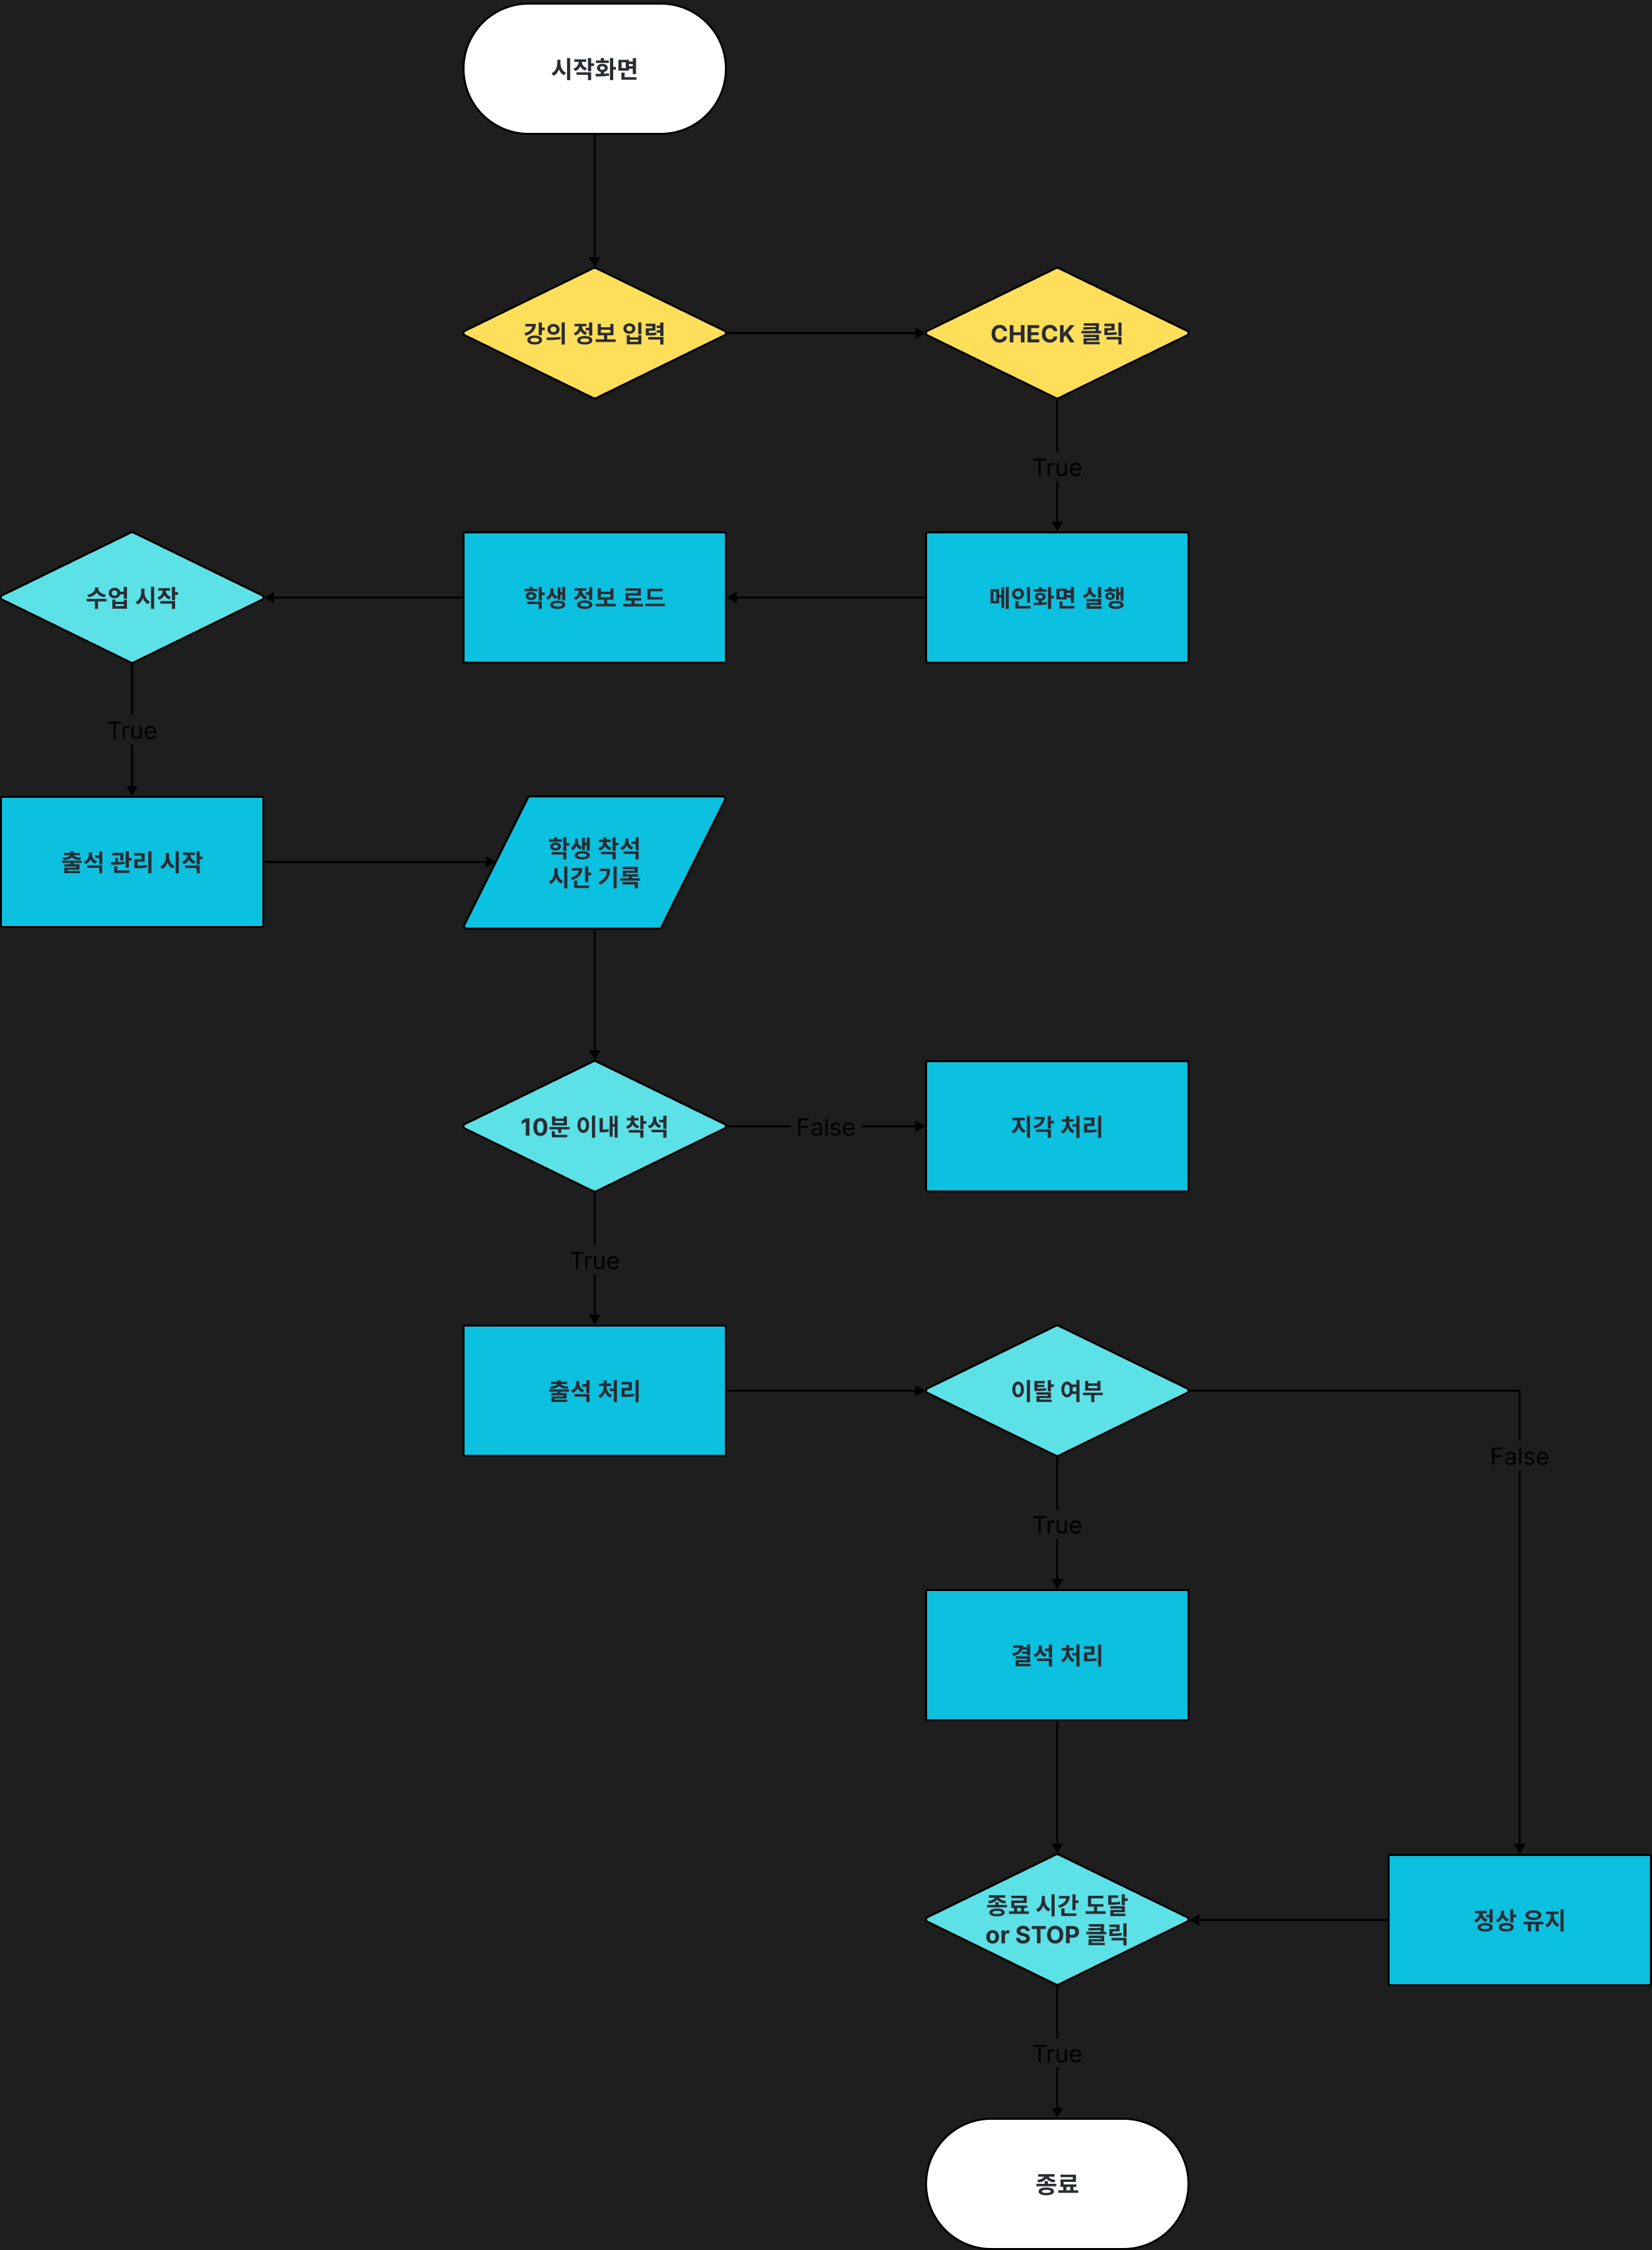 시작화면
강의 정보 입력
CHECK 클릭
True
수업 시작
학생 정보 로드
메인화면 실행
True
출석 관리 시작
학생 착석
시간 기록
10분 이내 착석
False
지각 처리
True
출석 처리
이탈 여부
False
True
결석 처리
종료 시간 도달
or STOP 클릭
정상 유지
True
종료